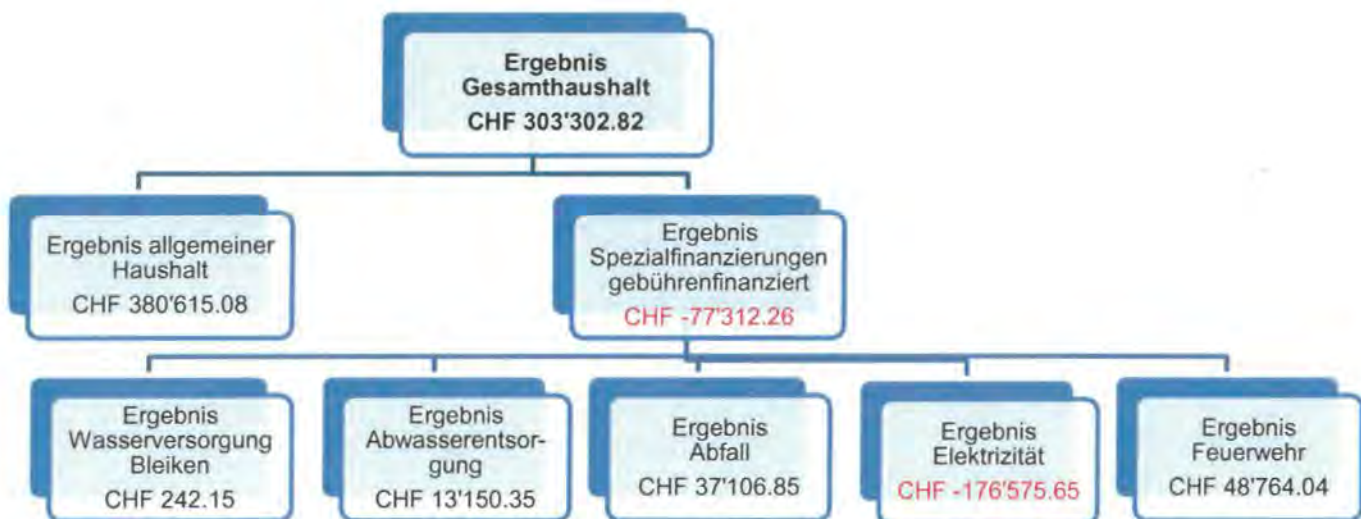 Ergebnis
Gesamthaushalt
CHF 303'302.82
Ergebnis allgemeiner
Haushalt
CHF 380'615.08
Ergebnis
Spezialfinanzierungen
gebührenfinanziert
CHF -77'312.26
Ergebnis
Wasserversorgung
Bleiken
CHF 242.15
Ergebnis
Abwasserentsor-
gung
CHF 13'150.35
Ergebnis
Abfall
CHF 37'106.85
Ergebnis
Elektrizität
CHF -176'575.65
Ergebnis
Feuerwehr
CHF 48'764.04